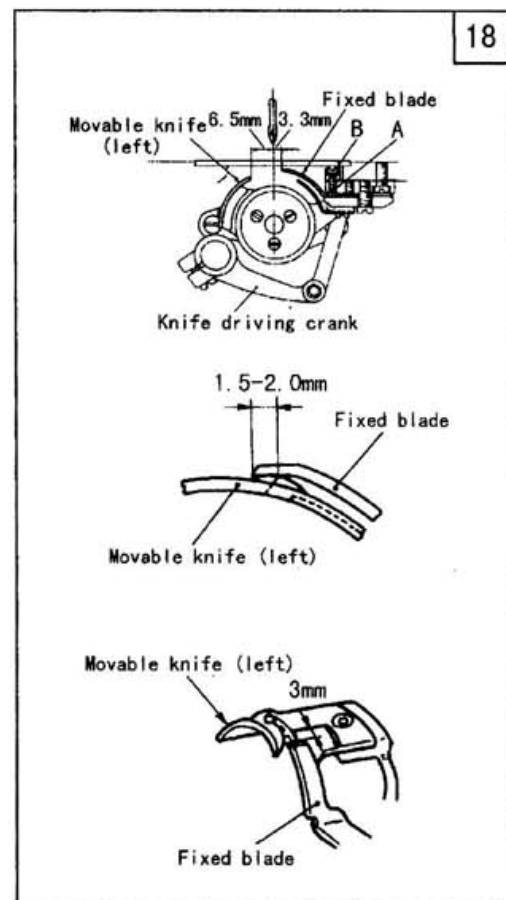 18
Fixed blade
Movable knife
(left)
6.5mm
3.3mm
B
A
Knife driving crank
1.5-2.0mm
Fixed blade
Movable knife (left)
Movable knife (left)
3mm
Fixed blade